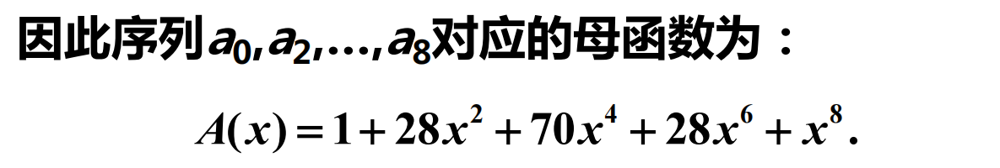 因此序列a₀,a₂,…,a₈对应的母函数为：
A(x)=1+28x²+70x⁴+28x⁶+x⁸.